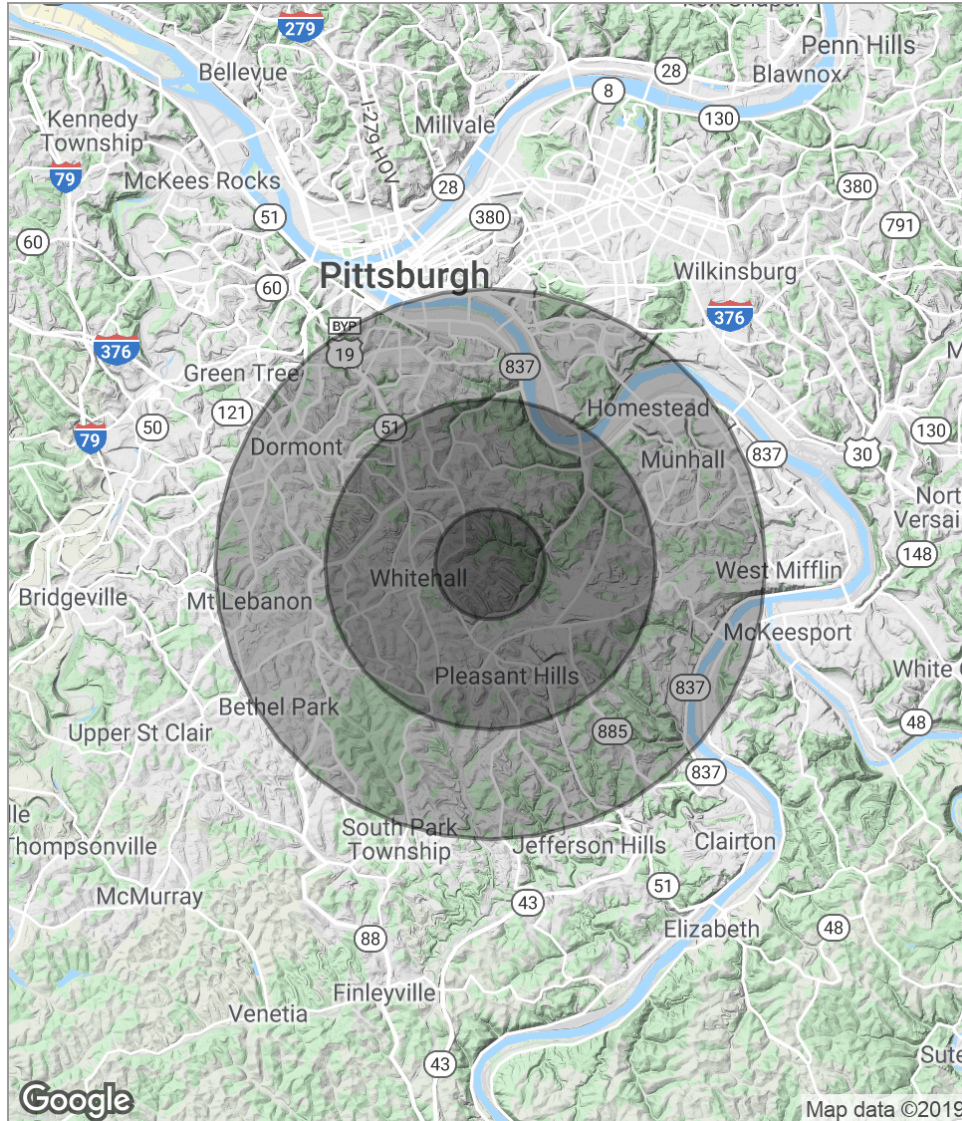 Fox Chapel
279
Penn Hills
Bellevue
28
Blawnox
8
Kennedy
Township
I-279 HOV
Millvale
130
79
McKees Rocks
28
380
51
380
791
60
Pittsburgh
Wilkinsburg
60
376
BYP
19
376
M
Green Tree
837
121
50
51
Homestead
130
79
Dormont
Munhall
837
30
Nort
Versai
148
Whitehall
West Mifflin
Bridgeville
Mt Lebanon
McKeesport
Pleasant Hills
White O
837
Bethel Park
48
Upper St Clair
885
837
lle
South Park
Township
Jefferson Hills
Clairton
Thompsonville
51
McMurray
43
48
88
Elizabeth
Finleyville
Venetia
43
Sute
Google
Map data ©2019